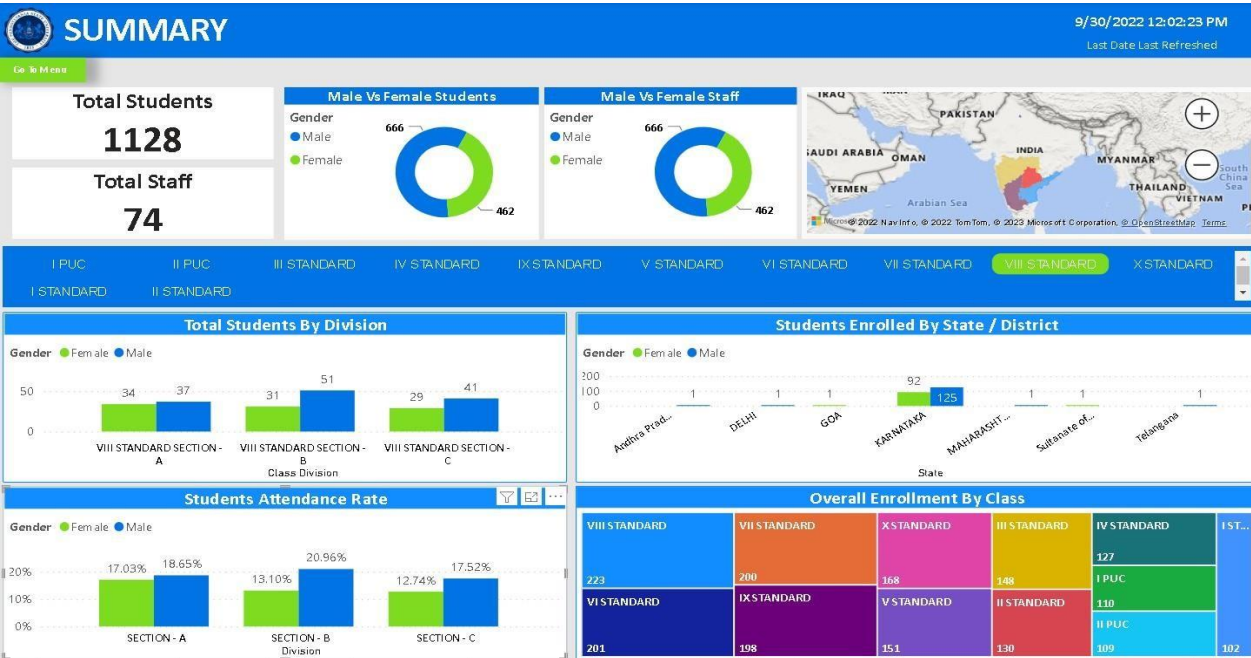 SUMMARY
9/30/2022 12:02:23 PM
Last Date Last Refreshed
Go To Menu
Total Students
1128
Total Staff
74
Male Vs Female Students
Gender
Male
Female
666
462
Male Vs Female Staff
Gender
Male
Female
666
462
IRAQ
PAKISTAN
SAUDI ARABIA
OMAN
INDIA
MYANMAR
YEMEN
THAILAND
South
China
Sea
VIETNAM
Arabian Sea
© 2022 NavInfo, © 2022 TomTom, © 2023 Microsoft Corporation, © OpenStreetMap Terms
I PUC II PUC III STANDARD IV STANDARD IX STANDARD V STANDARD VI STANDARD VII STANDARD VIII STANDARD X STANDARD
I STANDARD II STANDARD
Total Students By Division
Gender Female Male
50
0
34 37 31 51 29 41
VIII STANDARD SECTION - A
VIII STANDARD SECTION - B
VIII STANDARD SECTION - C
Class Division
Students Enrolled By State / District
Gender Female Male
200
100
0
1 1 1 92 125 1 1 1
Andhra Prad...
DELHI
GOA
KARNATAKA
MAHARASHT...
Sultanate of...
Telangana
State
Students Attendance Rate
Gender Female Male
20%
10%
0%
17.03% 18.65% 13.10% 20.96% 12.74% 17.52%
SECTION - A SECTION - B SECTION - C
Division
Overall Enrollment By Class
VIII STANDARD
223
VI STANDARD
201
VII STANDARD
200
IX STANDARD
198
X STANDARD
168
V STANDARD
151
III STANDARD
148
II STANDARD
130
IV STANDARD
127
I PUC
110
II PUC
109
I ST...
102